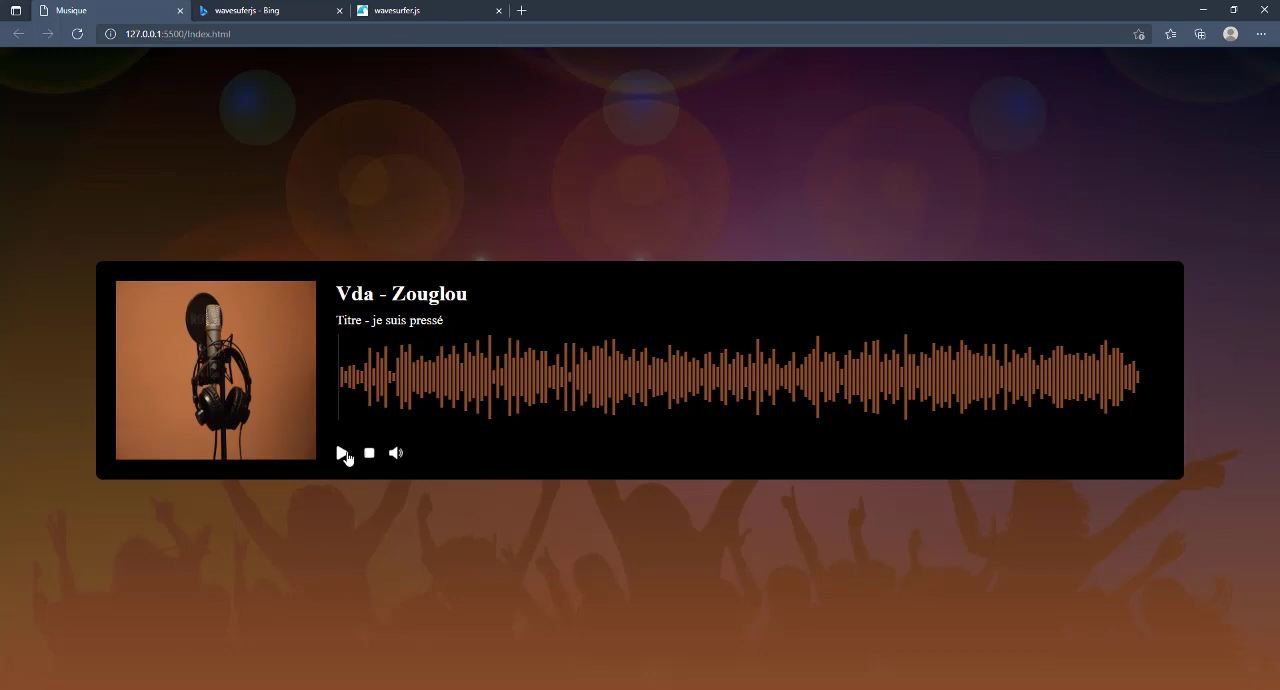 Musique
wavesuferjs - Bing
wavesurfer.js
127.0.0.1:5500/Index.html
Vda - Zouglou
Titre - je suis pressé